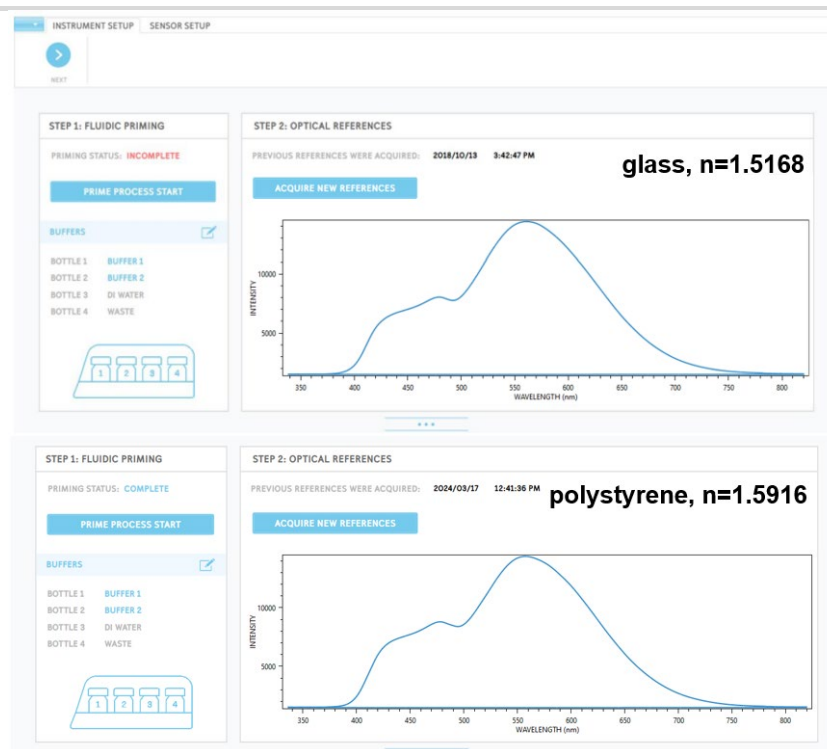 INSTRUMENT SETUP SENSOR SETUP
NEXT
STEP 1: FLUIDIC PRIMING
PRIMING STATUS: INCOMPLETE
PRIME PROCESS START
BUFFERS
BOTTLE 1 BUFFER 1
BOTTLE 2 BUFFER 2
BOTTLE 3 DI WATER
BOTTLE 4 WASTE
1 2 3 4
STEP 2: OPTICAL REFERENCES
PREVIOUS REFERENCES WERE ACQUIRED: 2018/10/13 3:42:47 PM
glass, n=1.5168
ACQUIRE NEW REFERENCES
10000
5000
INTENSITY
350 400 450 500 550 600 650 700 750 800
WAVELENGTH (nm)
STEP 1: FLUIDIC PRIMING
PRIMING STATUS: COMPLETE
PRIME PROCESS START
BUFFERS
BOTTLE 1 BUFFER 1
BOTTLE 2 BUFFER 2
BOTTLE 3 DI WATER
BOTTLE 4 WASTE
1 2 3 4
STEP 2: OPTICAL REFERENCES
PREVIOUS REFERENCES WERE ACQUIRED: 2024/03/17 12:41:36 PM
polystyrene, n=1.5916
ACQUIRE NEW REFERENCES
10000
5000
INTENSITY
350 400 450 500 550 600 650 700 750 800
WAVELENGTH (nm)